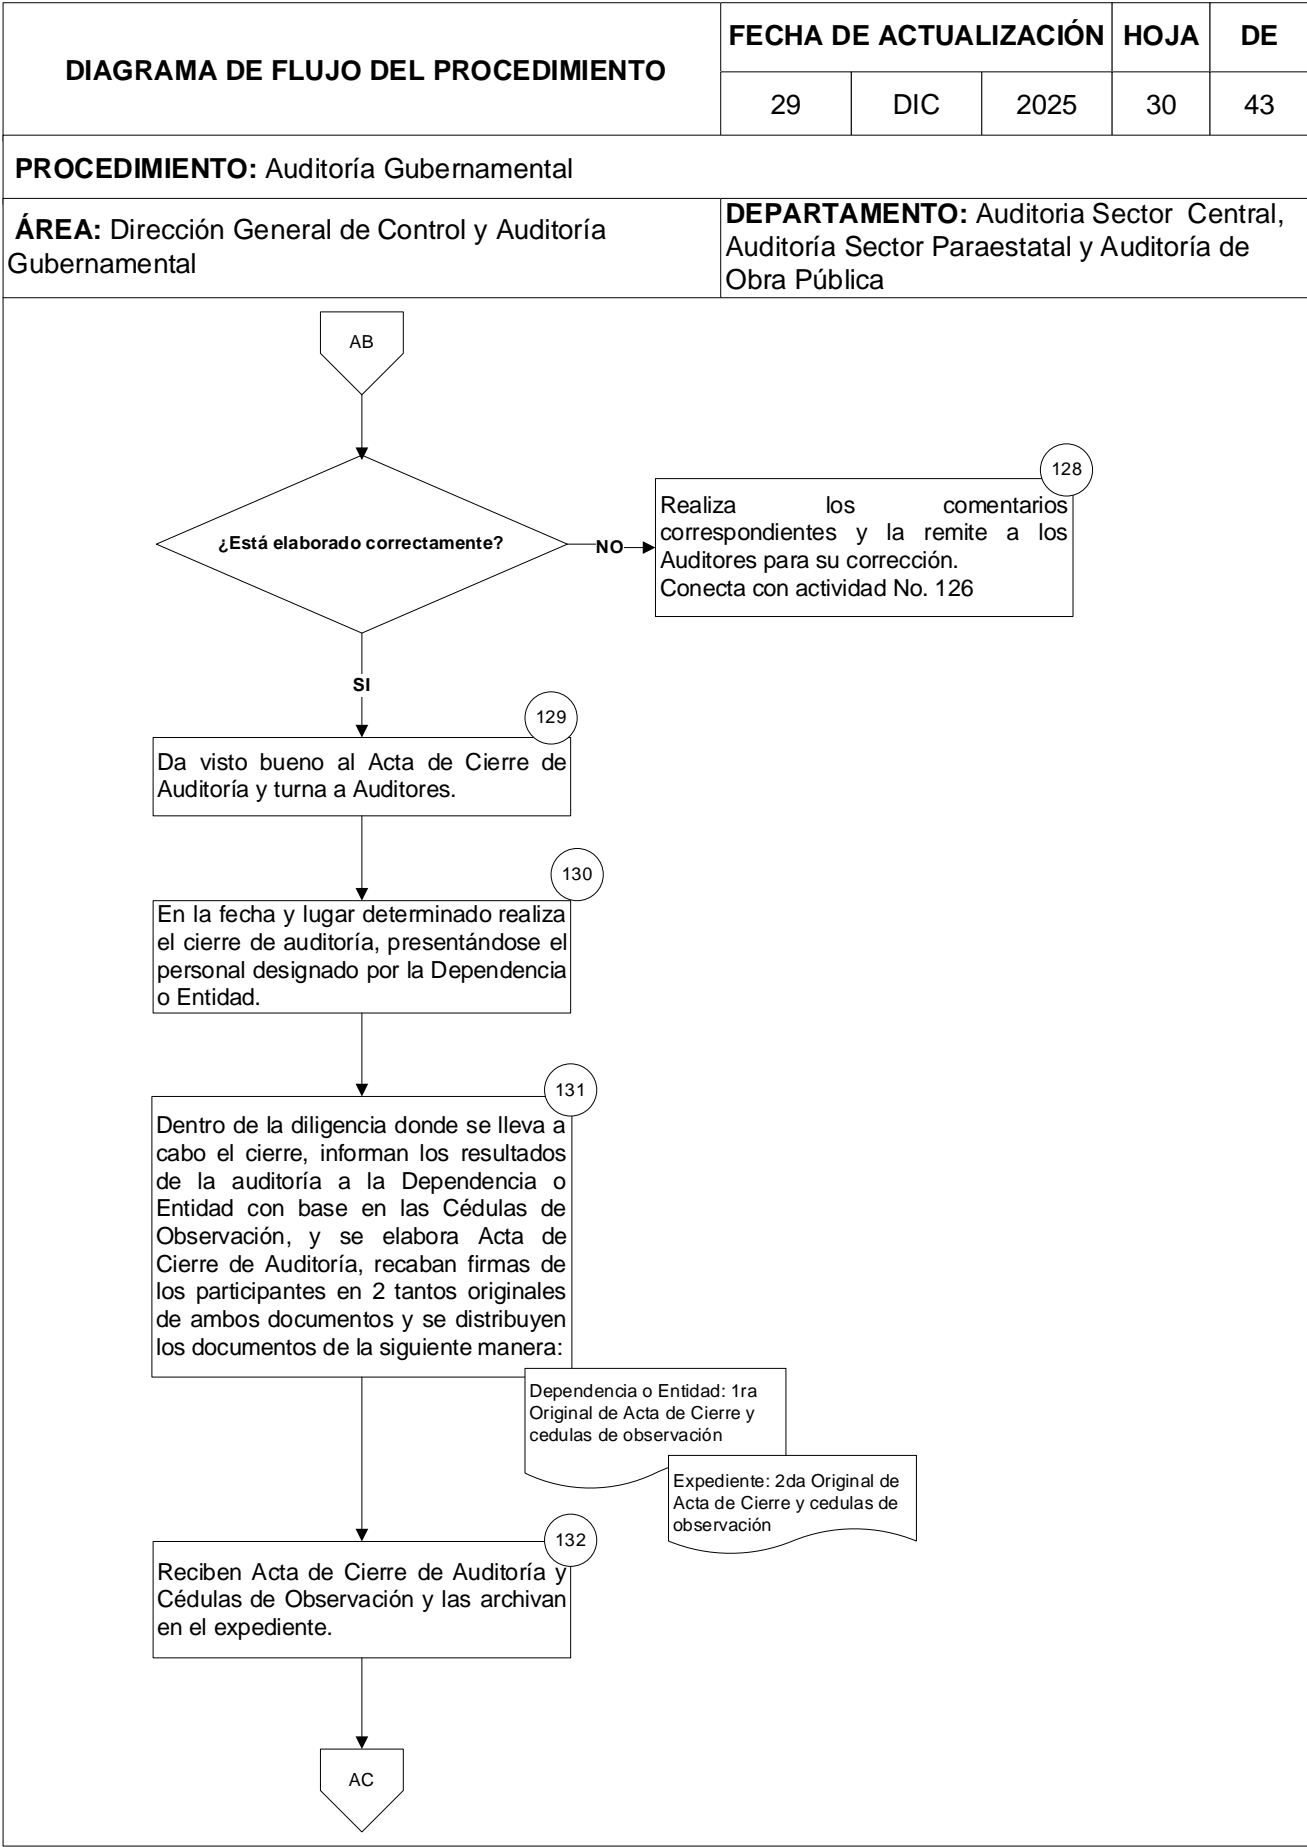 DIAGRAMA DE FLUJO DEL PROCEDIMIENTO
FECHA DE ACTUALIZACIÓN HOJA DE
29 DIC 2025 30 43
PROCEDIMIENTO: Auditoría Gubernamental
ÁREA: Dirección General de Control y Auditoría
Gubernamental
DEPARTAMENTO: Auditoria Sector Central,
Auditoría Sector Paraestatal y Auditoría de
Obra Pública
AB
¿Está elaborado correctamente?
NO
128
Realiza los comentarios
correspondientes y la remite a los
Auditores para su corrección.
Conecta con actividad No. 126
SI
129
Da visto bueno al Acta de Cierre de
Auditoría y turna a Auditores.
130
En la fecha y lugar determinado realiza
el cierre de auditoría, presentándose el
personal designado por la Dependencia
o Entidad.
131
Dentro de la diligencia donde se lleva a
cabo el cierre, informan los resultados
de la auditoría a la Dependencia o
Entidad con base en las Cédulas de
Observación, y se elabora Acta de
Cierre de Auditoría, recaban firmas de
los participantes en 2 tantos originales
de ambos documentos y se distribuyen
los documentos de la siguiente manera:
Dependencia o Entidad: 1ra
Original de Acta de Cierre y
cedulas de observación
Expediente: 2da Original de
Acta de Cierre y cedulas de
observación
132
Reciben Acta de Cierre de Auditoría y
Cédulas de Observación y las archivan
en el expediente.
AC